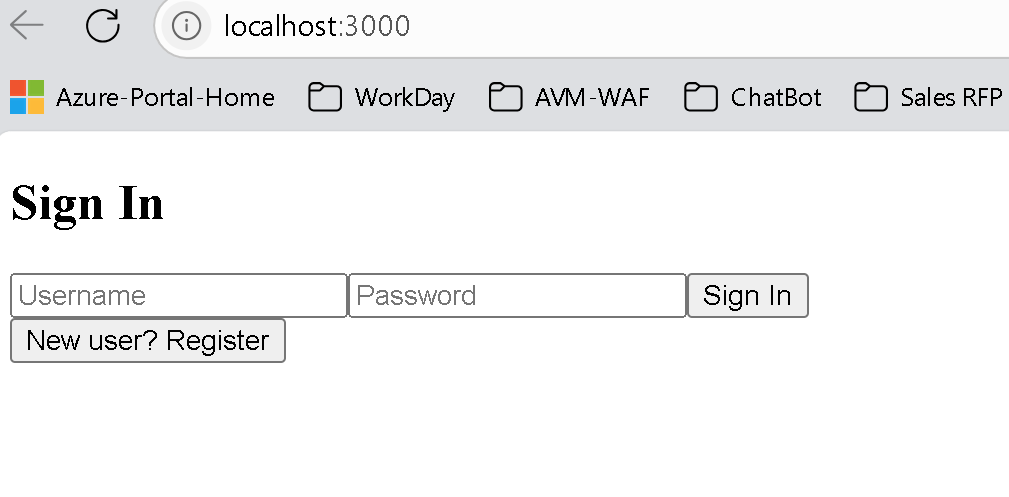 localhost:3000
Azure-Portal-Home WorkDay AVM-WAF ChatBot Sales RFP
Sign In
Username Password Sign In
New user? Register